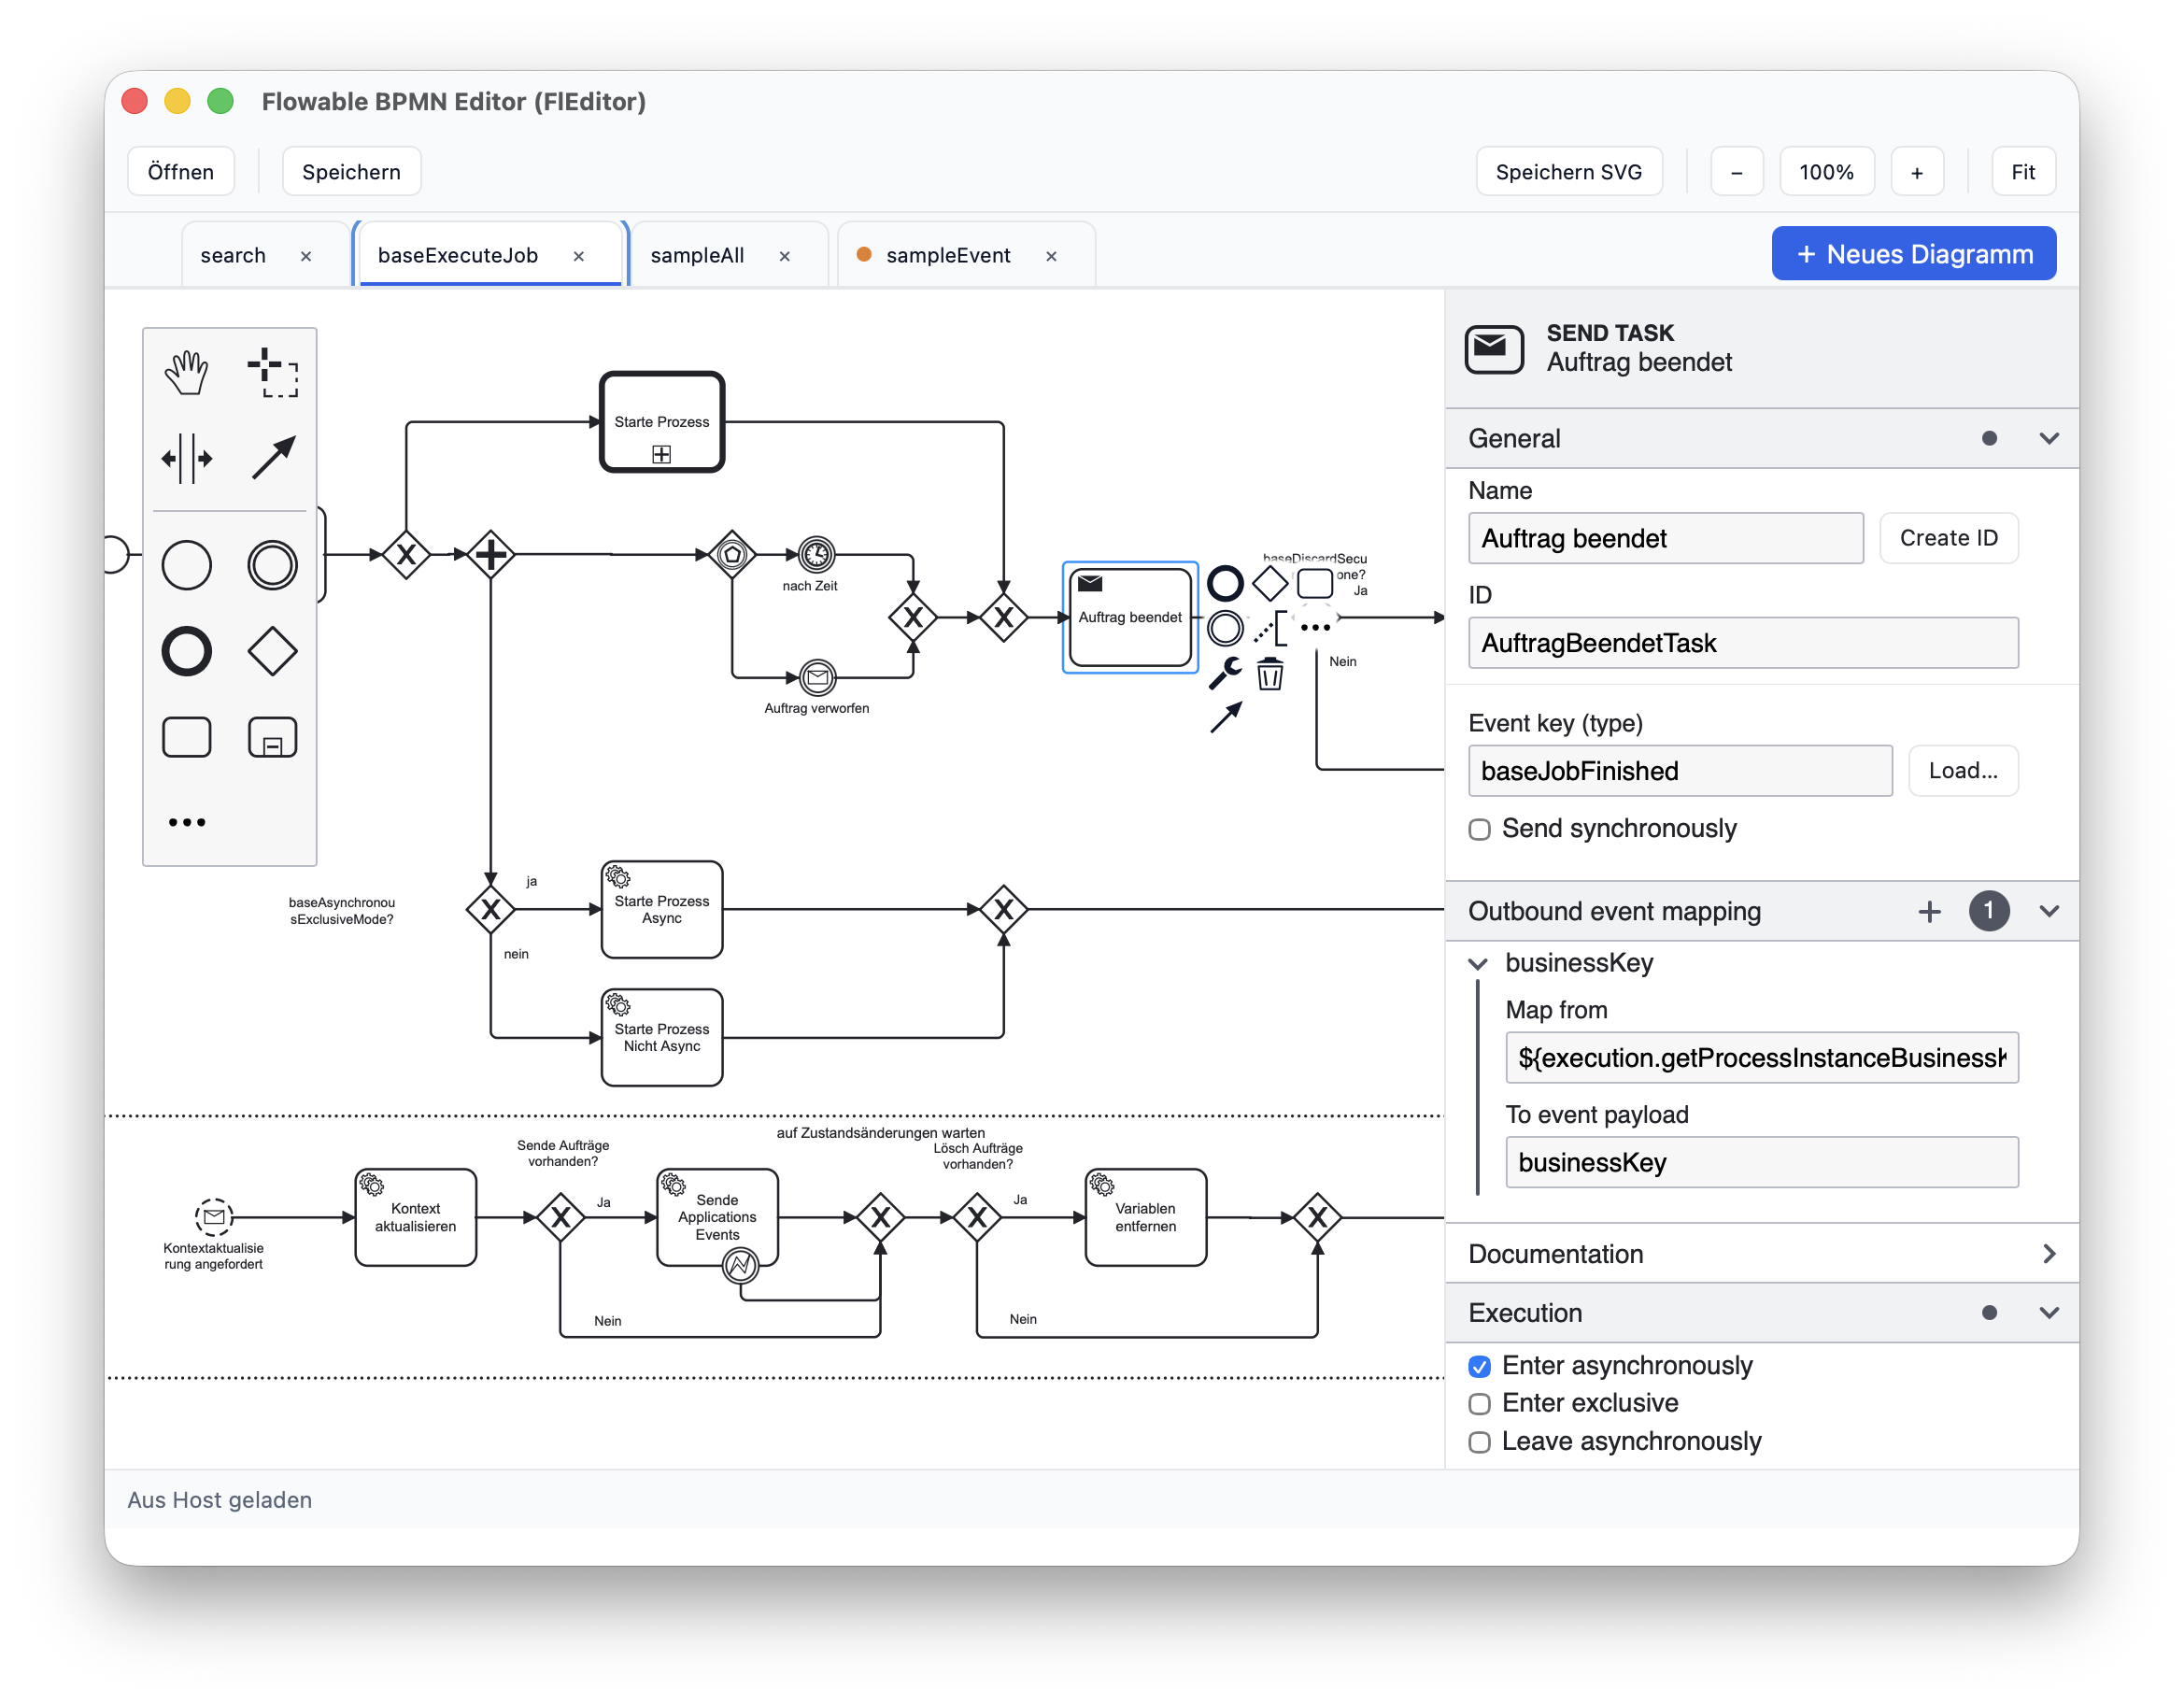 Flowable BPMN Editor (FlEditor)
Öffnen
Speichern
Speichern SVG
–
100%
+
Fit
search ×
baseExecuteJob ×
sampleAll ×
sampleEvent ×
+ Neues Diagramm
Starte Prozess
nach Zeit
Auftrag verworfen
Auftrag beendet
baseDiscardSecu
one?
Ja
Nein
baseAsynchronou
sExclusiveMode?
ja
nein
Starte Prozess
Async
Starte Prozess
Nicht Async
auf Zustandsänderungen warten
Kontextaktualisie
rung angefordert
Kontext
aktualisieren
Sende Aufträge
vorhanden?
Ja
Nein
Sende
Applications
Events
Lösch Aufträge
vorhanden?
Ja
Nein
Variablen
entfernen
SEND TASK
Auftrag beendet
General
Name
Auftrag beendet
Create ID
ID
AuftragBeendetTask
Event key (type)
baseJobFinished
Load...
Send synchronously
Outbound event mapping + 1
businessKey
Map from
${execution.getProcessInstanceBusiness
To event payload
businessKey
Documentation
Execution
Enter asynchronously
Enter exclusive
Leave asynchronously
Aus Host geladen